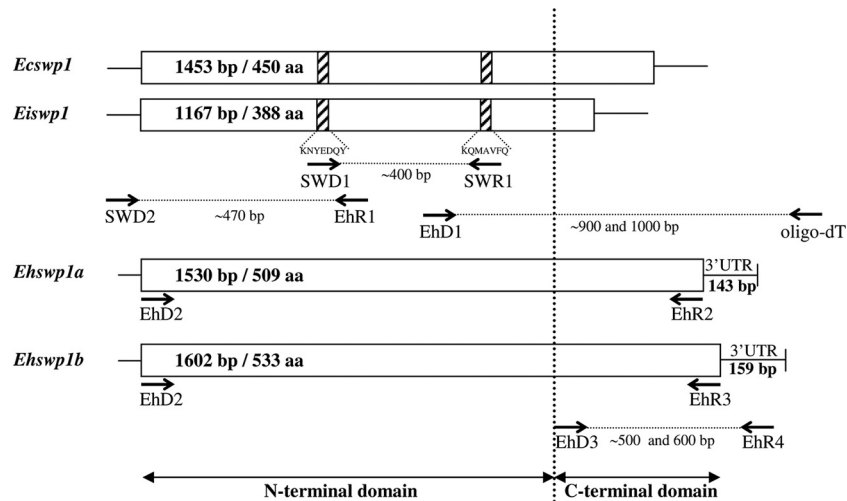 Ecswp1 1453 bp / 450 aa
Eiswp1 1167 bp / 388 aa
KNYEDQY KQMAVFQ
SWD1 ~400 bp SWR1
SWD2 ~470 bp EhR1
EhD1 ~900 and 1000 bp oligo-dT
Ehswp1a 1530 bp / 509 aa 3'UTR
143 bp
EhD2 EhR2
Ehswp1b 1602 bp / 533 aa 3'UTR
159 bp
EhD2 EhR3
EhD3 ~500 and 600 bp EhR4
N-terminal domain C-terminal domain